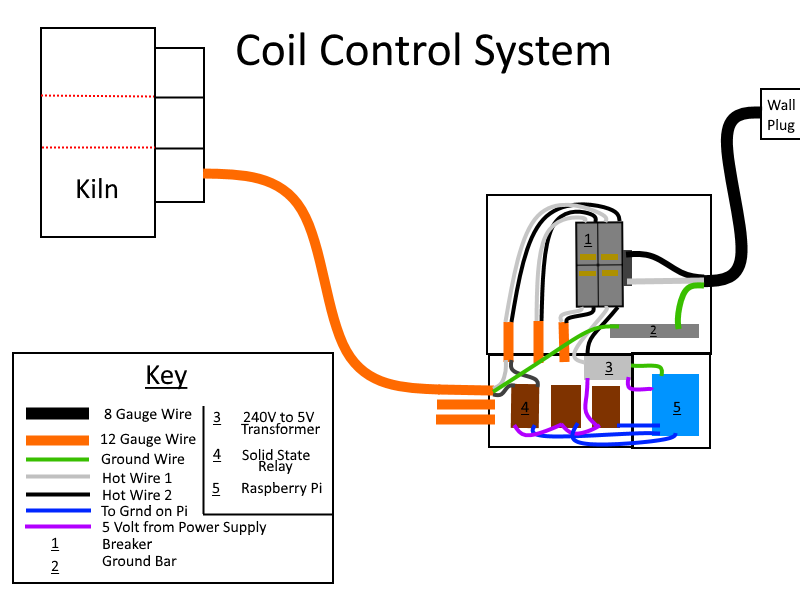 Coil Control System
Wall
Plug
Kiln
1
2
3
4
5
Key
8 Gauge Wire
12 Gauge Wire
Ground Wire
Hot Wire 1
Hot Wire 2
To Grnd on Pi
5 Volt from Power Supply
1 Breaker
2 Ground Bar
3 240V to 5V
Transformer
4 Solid State
Relay
5 Raspberry Pi